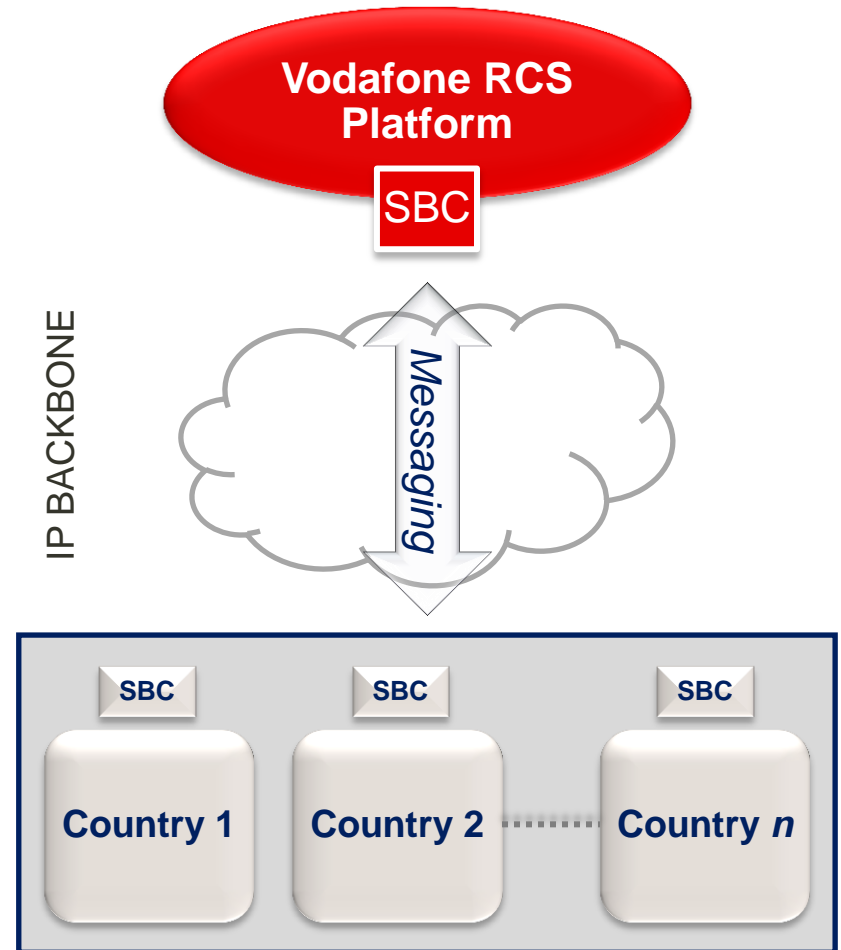 Vodafone RCS
Platform
SBC
IP BACKBONE
Messaging
SBC
SBC
SBC
Country 1
Country 2
Country n